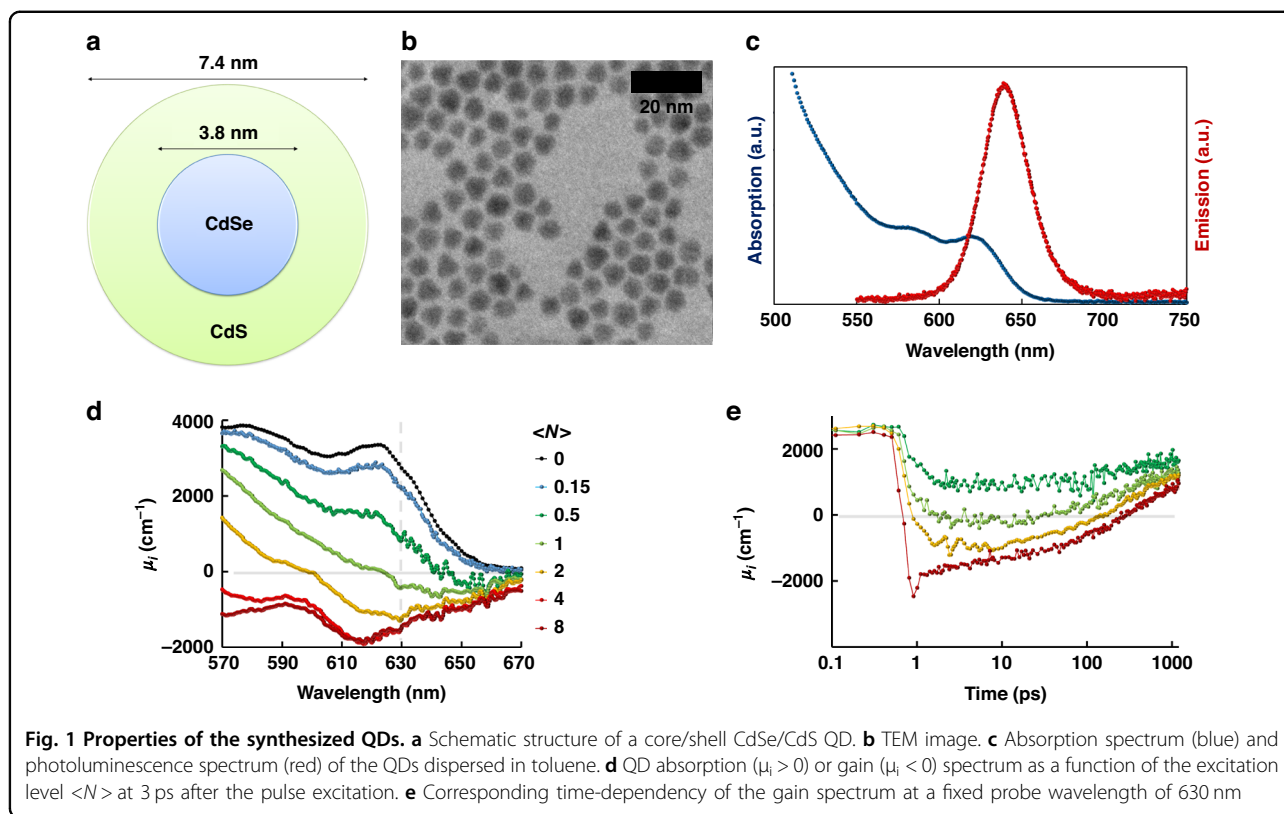 a
7.4 nm
3.8 nm
CdSe
CdS
b
20 nm
c
Absorption (a.u.)
Emission (a.u.)
500 550 600 650 700 750
Wavelength (nm)
d
μi (cm−1)
4000
2000
0
−2000
570 590 610 630 650 670
Wavelength (nm)
<N>
0
0.15
0.5
1
2
4
8
e
μi (cm−1)
2000
0
−2000
0.1 1 10 100 1000
Time (ps)
Fig. 1 Properties of the synthesized QDs. a Schematic structure of a core/shell CdSe/CdS QD. b TEM image. c Absorption spectrum (blue) and
photoluminescence spectrum (red) of the QDs dispersed in toluene. d QD absorption (μi > 0) or gain (μi < 0) spectrum as a function of the excitation
level <N> at 3 ps after the pulse excitation. e Corresponding time-dependency of the gain spectrum at a fixed probe wavelength of 630 nm